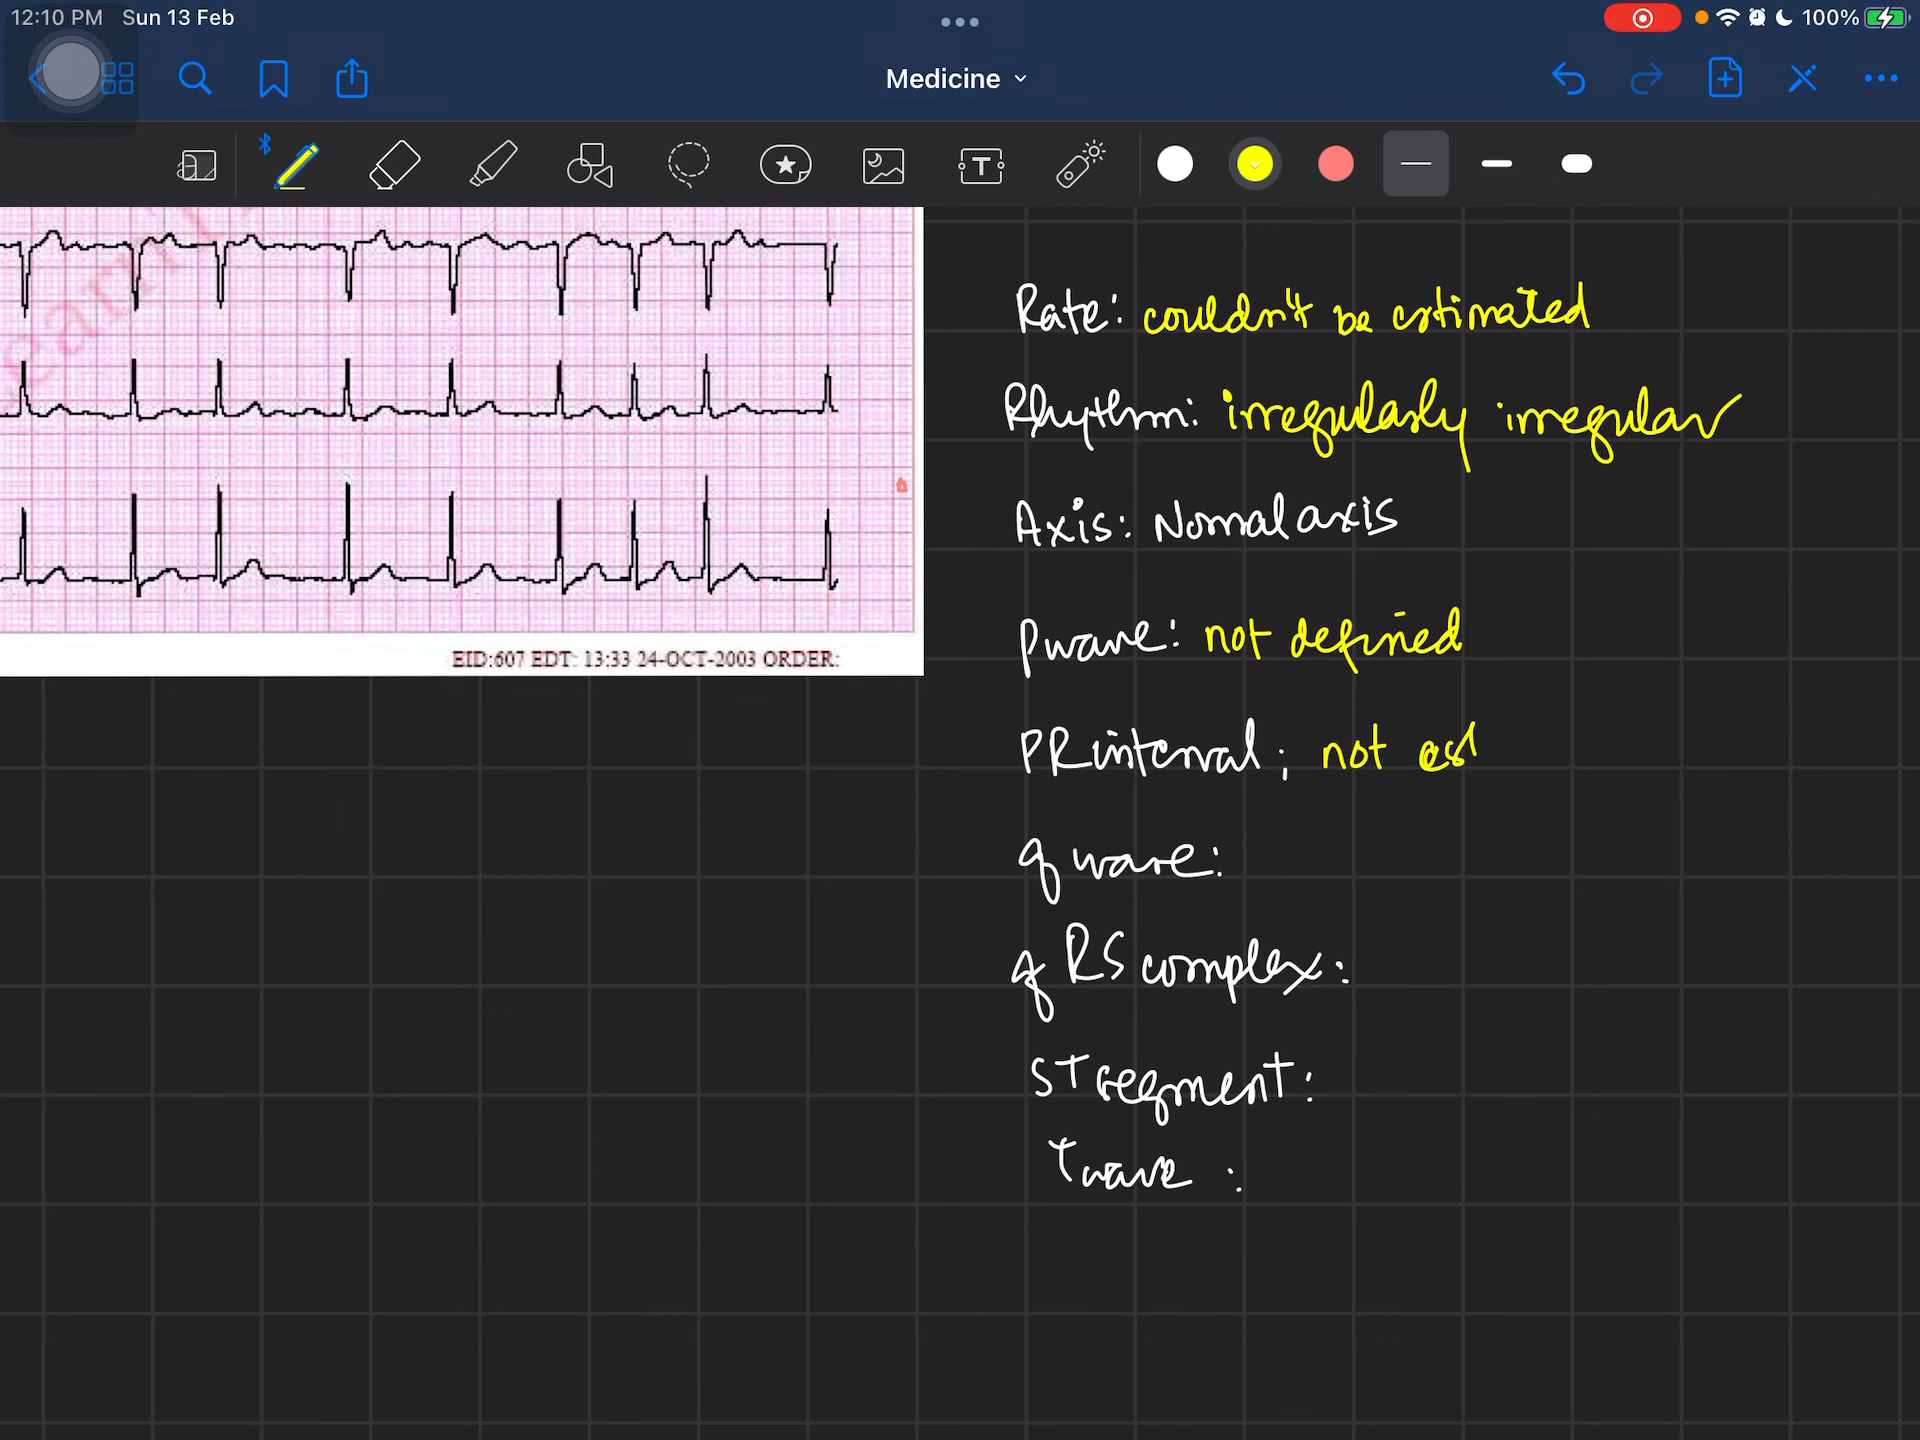 12:10 PM Sun 13 Feb
100%
Medicine
T
Rate: couldn't be estimated
Rhythm: irregularly irregular
Axis: Normal axis
P wave: not defined
EID:607 EDT: 13:33 24-OCT-2003 ORDER:
PR interval; not est
q wave:
qRS complex:
ST segment:
T wave :